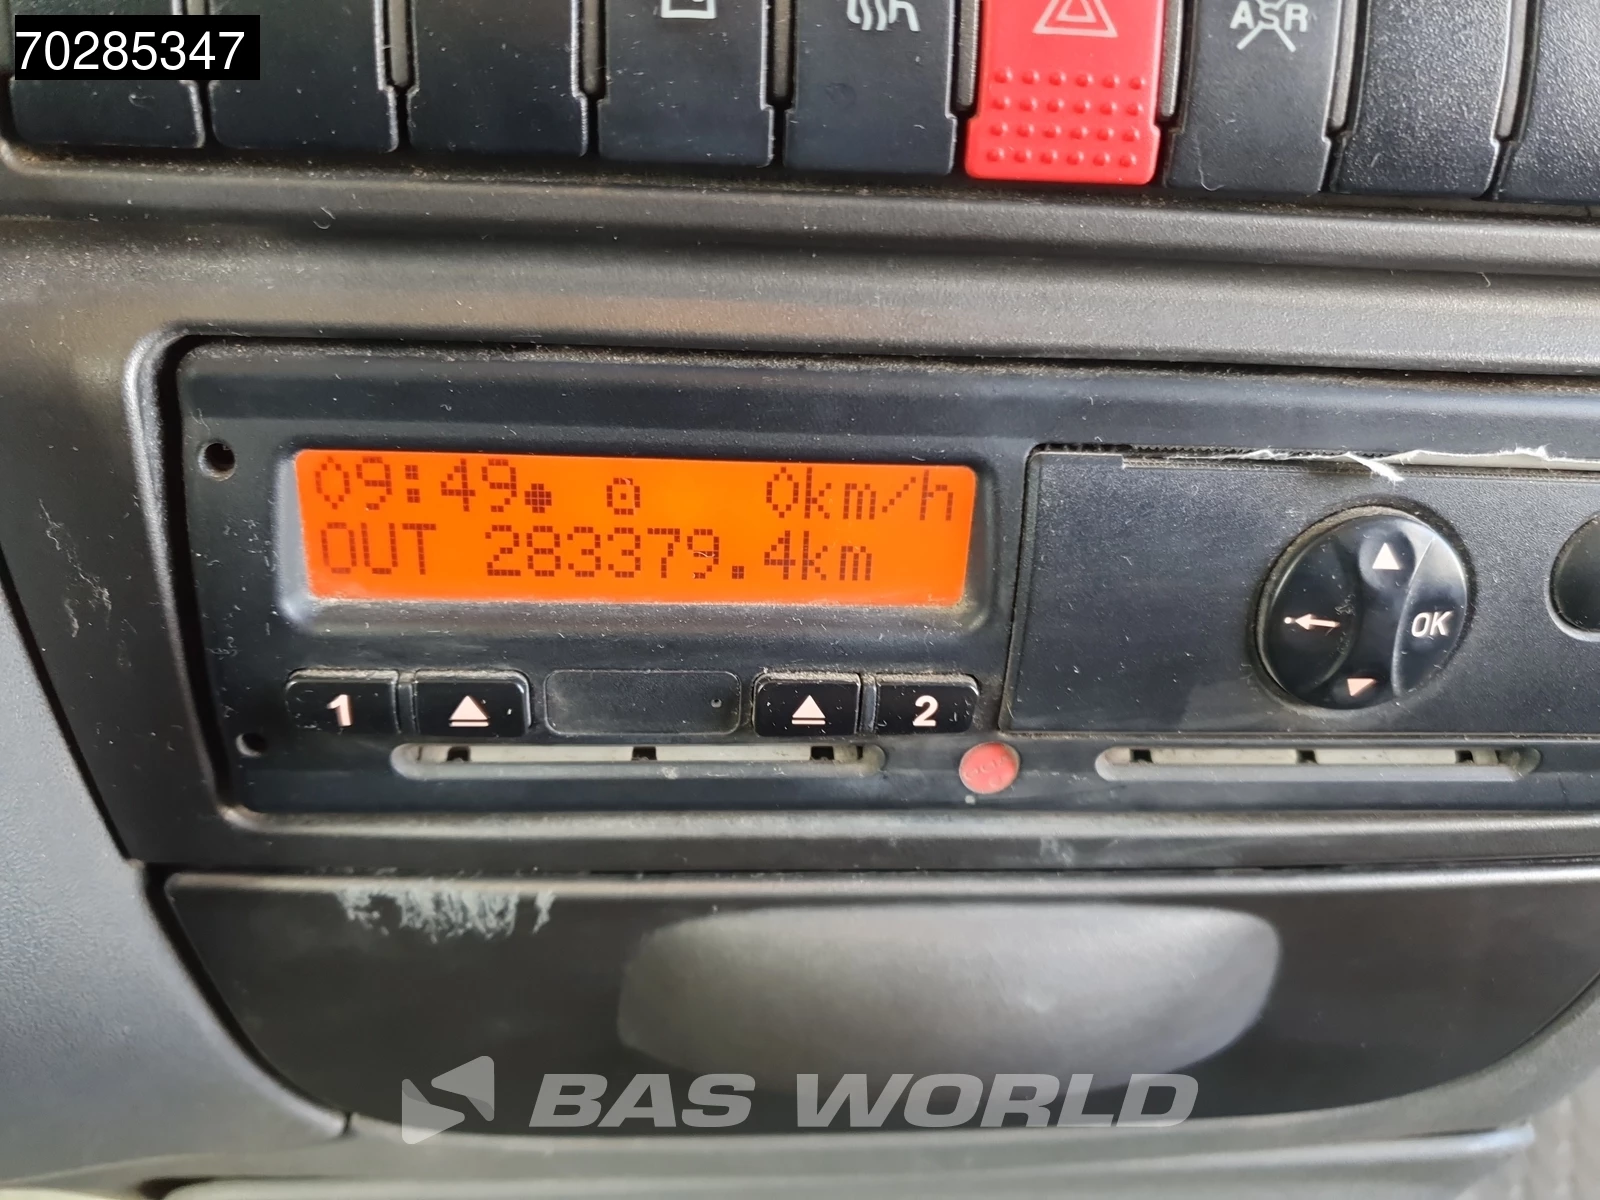 70285347
ASR
09:49 0km/h
OUT 283379.4km
OK
1 2
BAS WORLD